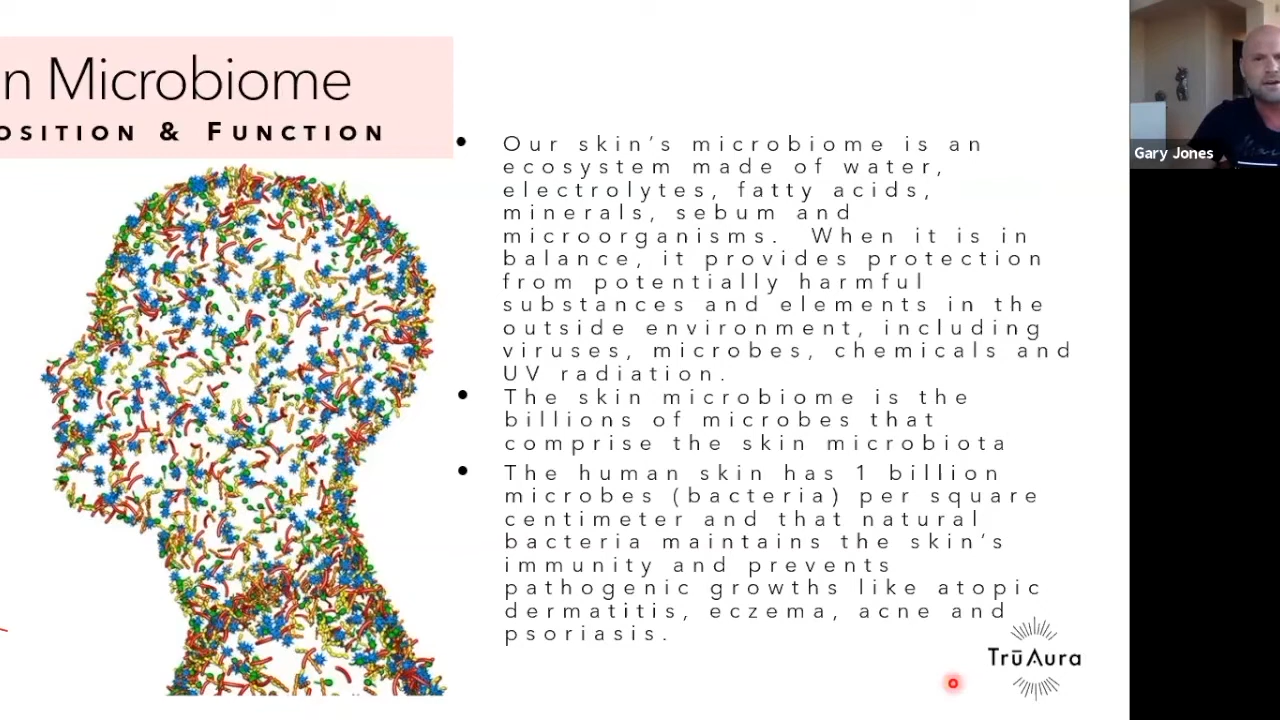 n Microbiome
OSITION & FUNCTION
Our skin's microbiome is an
ecosystem made of water,
electrolytes, fatty acids,
minerals, sebum and
microorganisms. When it is in
balance, it provides protection
from potentially harmful
substances and elements in the
outside environment, including
viruses, microbes, chemicals and
UV radiation.
The skin microbiome is the
billions of microbes that
comprise the skin microbiota
The human skin has 1 billion
microbes (bacteria) per square
centimeter and that natural
bacteria maintains the skin's
immunity and prevents
pathogenic growths like atopic
dermatitis, eczema, acne and
psoriasis.
TrūAura
Gary Jones